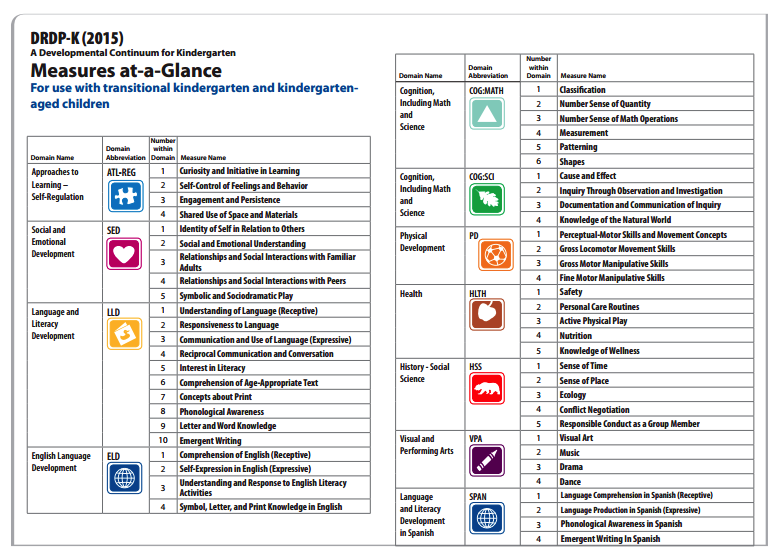 DRDP-K (2015)
A Developmental Continuum for Kindergarten
Measures at-a-Glance
For use with transitional kindergarten and kindergarten-
aged children
Domain Name Domain Abbreviation Number within Domain Measure Name
Approaches to Learning – Self-Regulation ATL-REG
1 Curiosity and Initiative in Learning
2 Self-Control of Feelings and Behavior
3 Engagement and Persistence
4 Shared Use of Space and Materials
Social and Emotional Development SED
1 Identity of Self in Relation to Others
2 Social and Emotional Understanding
3 Relationships and Social Interactions with Familiar Adults
4 Relationships and Social Interactions with Peers
5 Symbolic and Sociodramatic Play
Language and Literacy Development LLD
1 Understanding of Language (Receptive)
2 Responsiveness to Language
3 Communication and Use of Language (Expressive)
4 Reciprocal Communication and Conversation
5 Interest in Literacy
6 Comprehension of Age-Appropriate Text
7 Concepts about Print
8 Phonological Awareness
9 Letter and Word Knowledge
10 Emergent Writing
English Language Development ELD
1 Comprehension of English (Receptive)
2 Self-Expression in English (Expressive)
3 Understanding and Response to English Literacy Activities
4 Symbol, Letter, and Print Knowledge in English
Domain Name Domain Abbreviation Number within Domain Measure Name
Cognition, Including Math and Science COG:MATH
1 Classification
2 Number Sense of Quantity
3 Number Sense of Math Operations
4 Measurement
5 Patterning
6 Shapes
Cognition, Including Math and Science COG:SCI
1 Cause and Effect
2 Inquiry Through Observation and Investigation
3 Documentation and Communication of Inquiry
4 Knowledge of the Natural World
Physical Development PD
1 Perceptual-Motor Skills and Movement Concepts
2 Gross Locomotor Movement Skills
3 Gross Motor Manipulative Skills
4 Fine Motor Manipulative Skills
Health HLTH
1 Safety
2 Personal Care Routines
3 Active Physical Play
4 Nutrition
5 Knowledge of Wellness
History - Social Science HSS
1 Sense of Time
2 Sense of Place
3 Ecology
4 Conflict Negotiation
5 Responsible Conduct as a Group Member
Visual and Performing Arts VPA
1 Visual Art
2 Music
3 Drama
4 Dance
Language and Literacy Development in Spanish SPAN
1 Language Comprehension in Spanish (Receptive)
2 Language Production in Spanish (Expressive)
3 Phonological Awareness in Spanish
4 Emergent Writing In Spanish